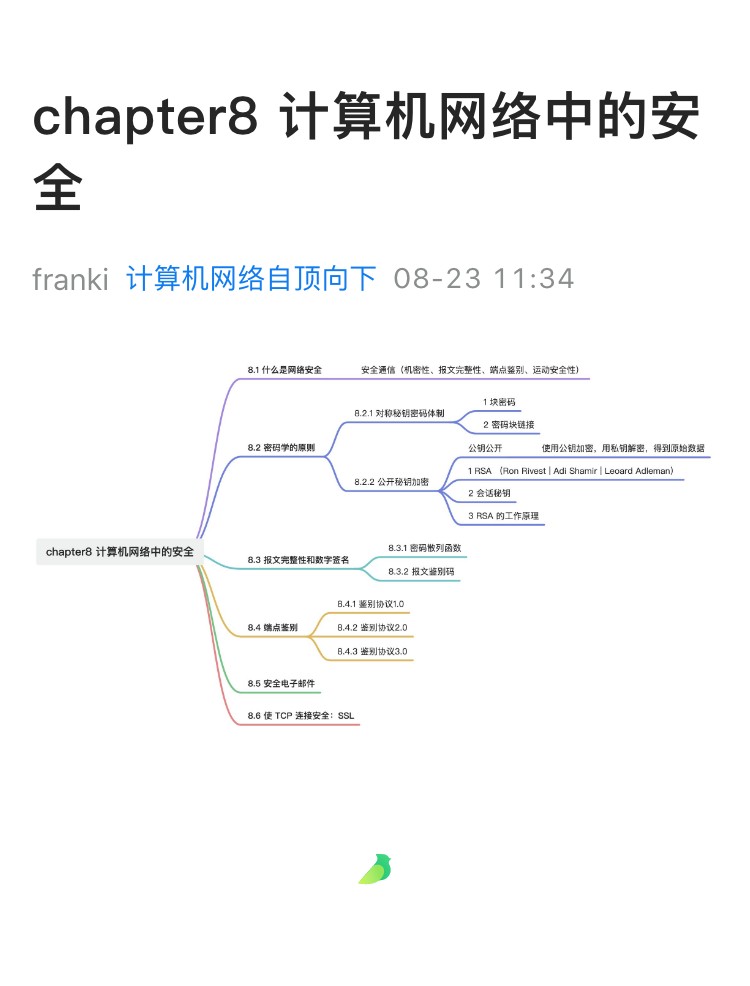 chapter8 计算机网络中的安
全
franki 计算机网络自顶向下 08-23 11:34
8.1 什么是网络安全 安全通信（机密性、报文完整性、端点鉴别、运动安全性）
8.2 密码学的原则
8.2.1 对称秘钥密码体制
1 块密码
2 密码块链接
8.2.2 公开秘钥加密
公钥公开 使用公钥加密，用私钥解密，得到原始数据
1 RSA （Ron Rivest | Adi Shamir | Leoard Adleman）
2 会话秘钥
3 RSA 的工作原理
chapter8 计算机网络中的安全
8.3 报文完整性和数字签名
8.3.1 密码散列函数
8.3.2 报文鉴别码
8.4 端点鉴别
8.4.1 鉴别协议1.0
8.4.2 鉴别协议2.0
8.4.3 鉴别协议3.0
8.5 安全电子邮件
8.6 使 TCP 连接安全：SSL